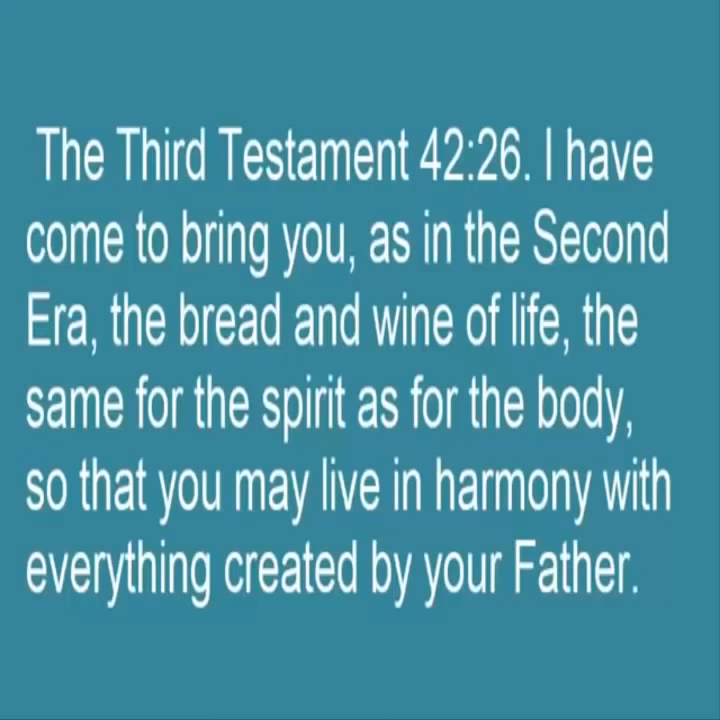 The Third Testament 42:26. I have
come to bring you, as in the Second
Era, the bread and wine of life, the
same for the spirit as for the body,
so that you may live in harmony with
everything created by your Father.